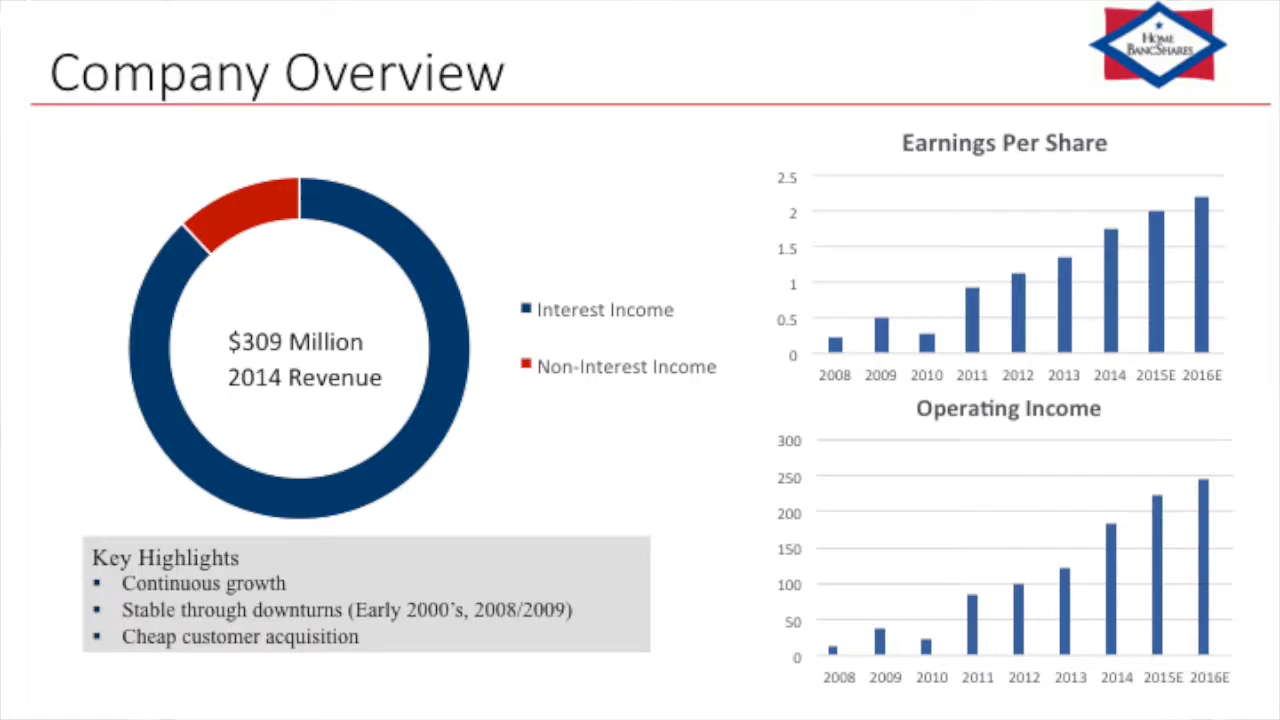 Company Overview
HOME
BANCSHARES
$309 Million
2014 Revenue
Interest Income
Non-Interest Income
Key Highlights
▪ Continuous growth
▪ Stable through downturns (Early 2000’s, 2008/2009)
▪ Cheap customer acquisition
Earnings Per Share
2.5
2
1.5
1
0.5
0
2008 2009 2010 2011 2012 2013 2014 2015E 2016E
Operating Income
300
250
200
150
100
50
0
2008 2009 2010 2011 2012 2013 2014 2015E 2016E